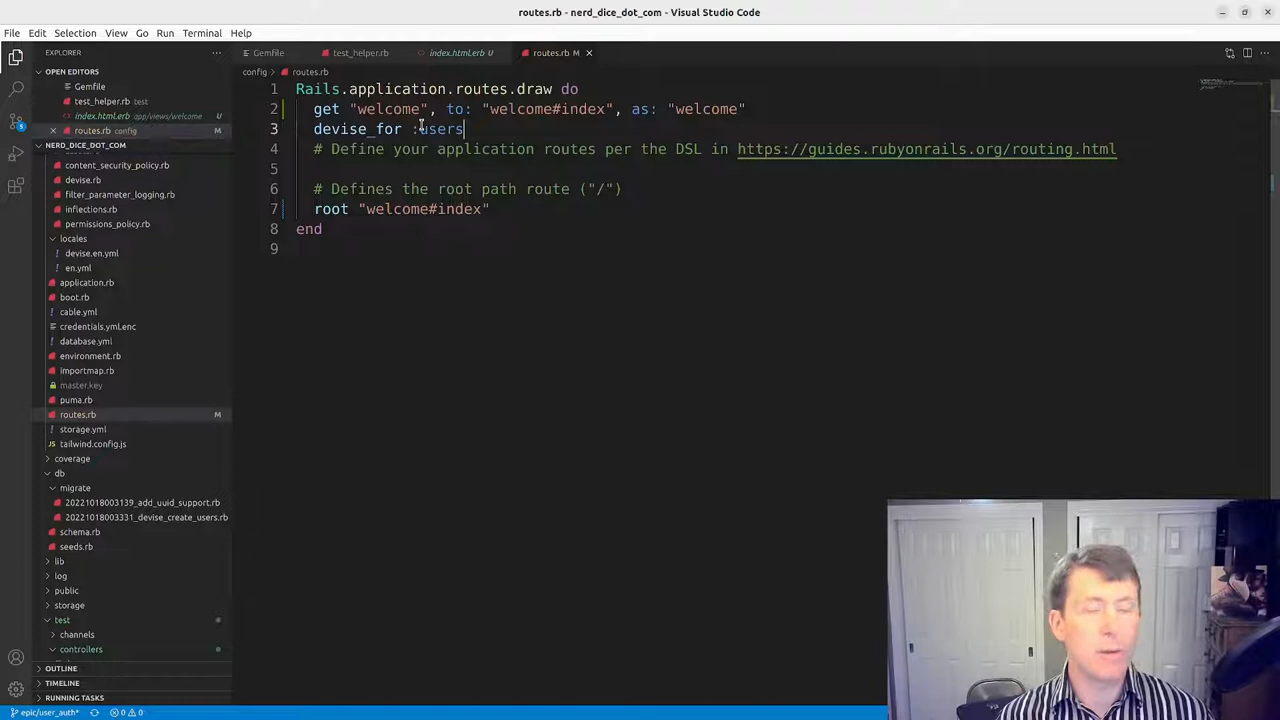 routes.rb - nerd_dice_dot_com - Visual Studio Code
File Edit Selection View Go Run Terminal Help
EXPLORER
Gemfile test_helper.rb index.html.erb U routes.rb M
config > routes.rb
OPEN EDITORS
Gemfile
test_helper.rb test
index.html.erb app/views/welcome U
routes.rb config M
NERD_DICE_DOT_COM
content_security_policy.rb
devise.rb
filter_parameter_logging.rb
inflections.rb
permissions_policy.rb
locales
devise.en.yml
en.yml
application.rb
boot.rb
cable.yml
credentials.yml.enc
database.yml
environment.rb
importmap.rb
master.key
puma.rb
routes.rb M
storage.yml
tailwind.config.js
coverage
db
migrate
20221018003139_add_uuid_support.rb
20221018003331_devise_create_users.rb
schema.rb
seeds.rb
lib
log
public
storage
test
channels
controllers
OUTLINE
TIMELINE
RUNNING TASKS
1 Rails.application.routes.draw do
2 get "welcome", to: "welcome#index", as: "welcome"
3 devise_for :users
4 # Define your application routes per the DSL in https://guides.rubyonrails.org/routing.html
5
6 # Defines the root path route ("/")
7 root "welcome#index"
8 end
9
epic/user_auth* 0 0